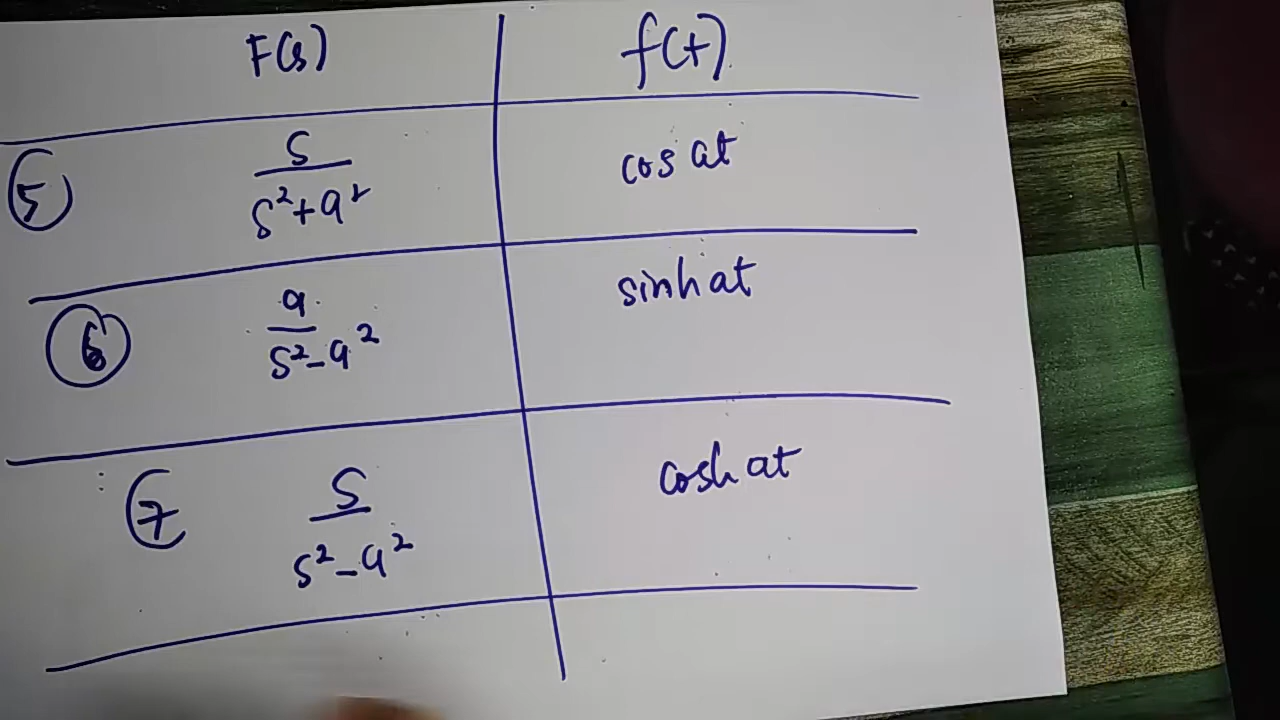 F(s) f(t)
⑤ s/(s²+a²) cos at
⑥ a/(s²-a²) sinh at
⑦ s/(s²-a²) cosh at